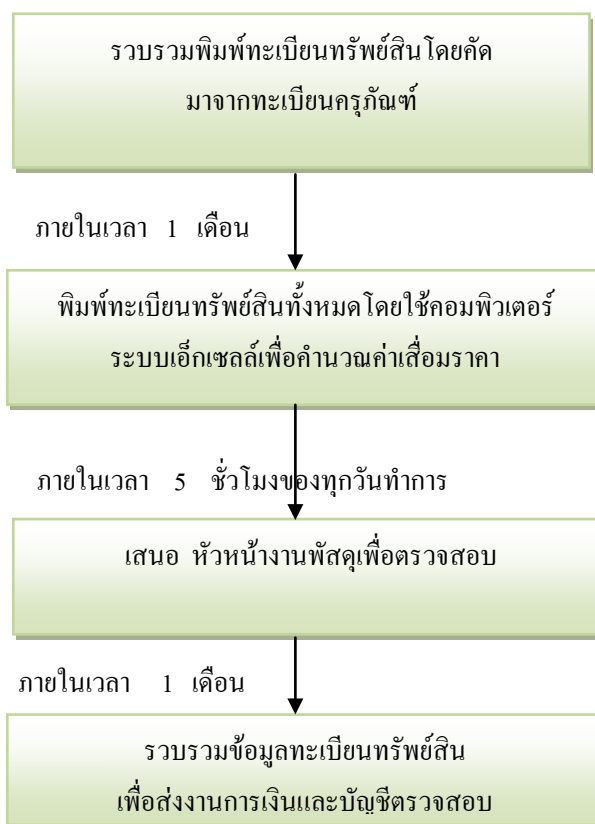 รวบรวมพิมพ์ทะเบียนทรัพย์สินโดยคัด
มาจากทะเบียนครุภัณฑ์
ภายในเวลา 1 เดือน
พิมพ์ทะเบียนทรัพย์สินทั้งหมดโดยใช้คอมพิวเตอร์
ระบบเอ็กเซลล์เพื่อคำนวณค่าเสื่อมราคา
ภายในเวลา 5 ชั่วโมงของทุกวันทำการ
เสนอ หัวหน้างานพัสดุเพื่อตรวจสอบ
ภายในเวลา 1 เดือน
รวบรวมข้อมูลทะเบียนทรัพย์สิน
เพื่อส่งงานการเงินและบัญชีตรวจสอบ